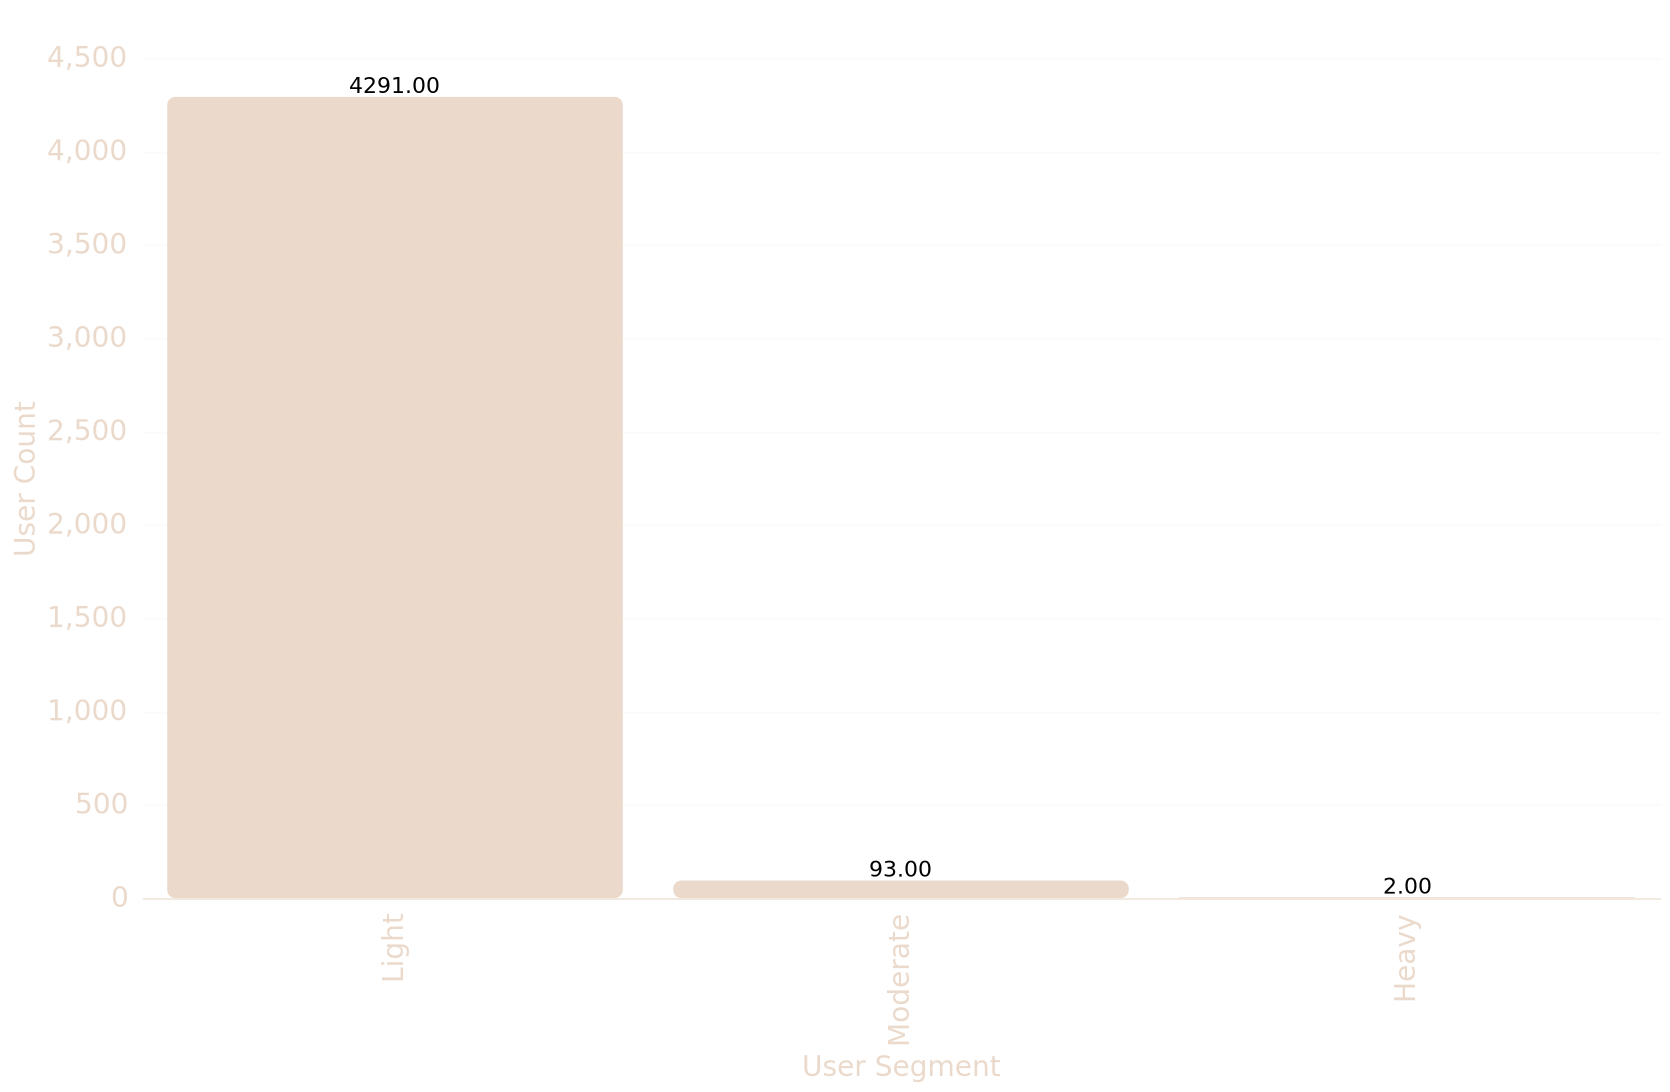 4,500
4291.00
4,000
3,500
3,000
2,500
User Count
2,000
1,500
1,000
500
93.00
2.00
0
Light
Moderate
Heavy
User Segment